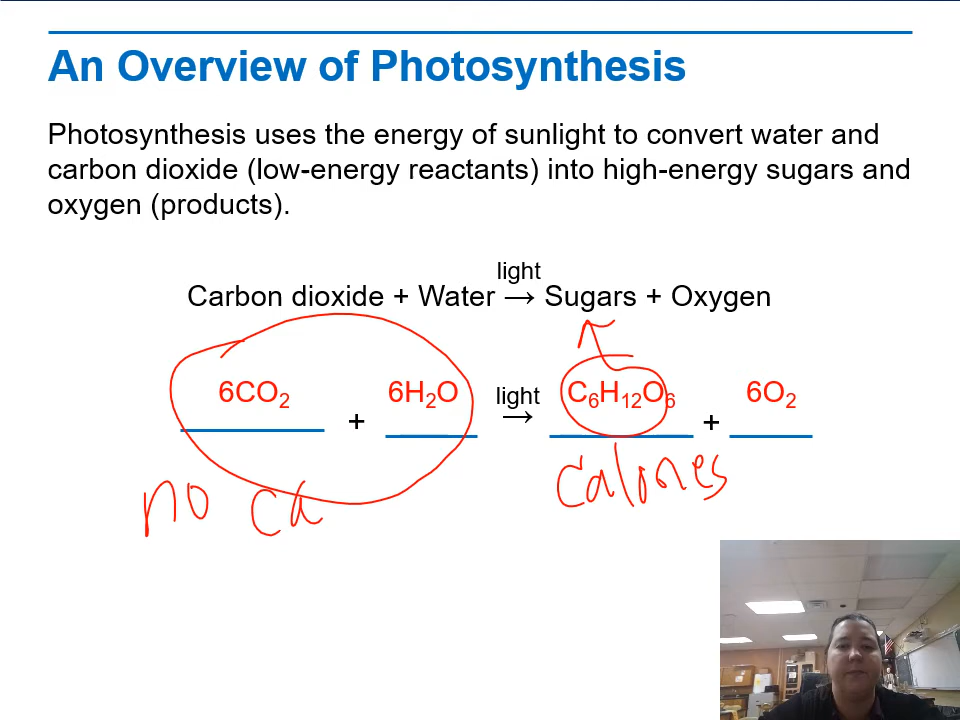 An Overview of Photosynthesis
Photosynthesis uses the energy of sunlight to convert water and
carbon dioxide (low-energy reactants) into high-energy sugars and
oxygen (products).
light
Carbon dioxide + Water → Sugars + Oxygen
6CO₂ + 6H₂O light → C₆H₁₂O₆ + 6O₂
calories
no ca